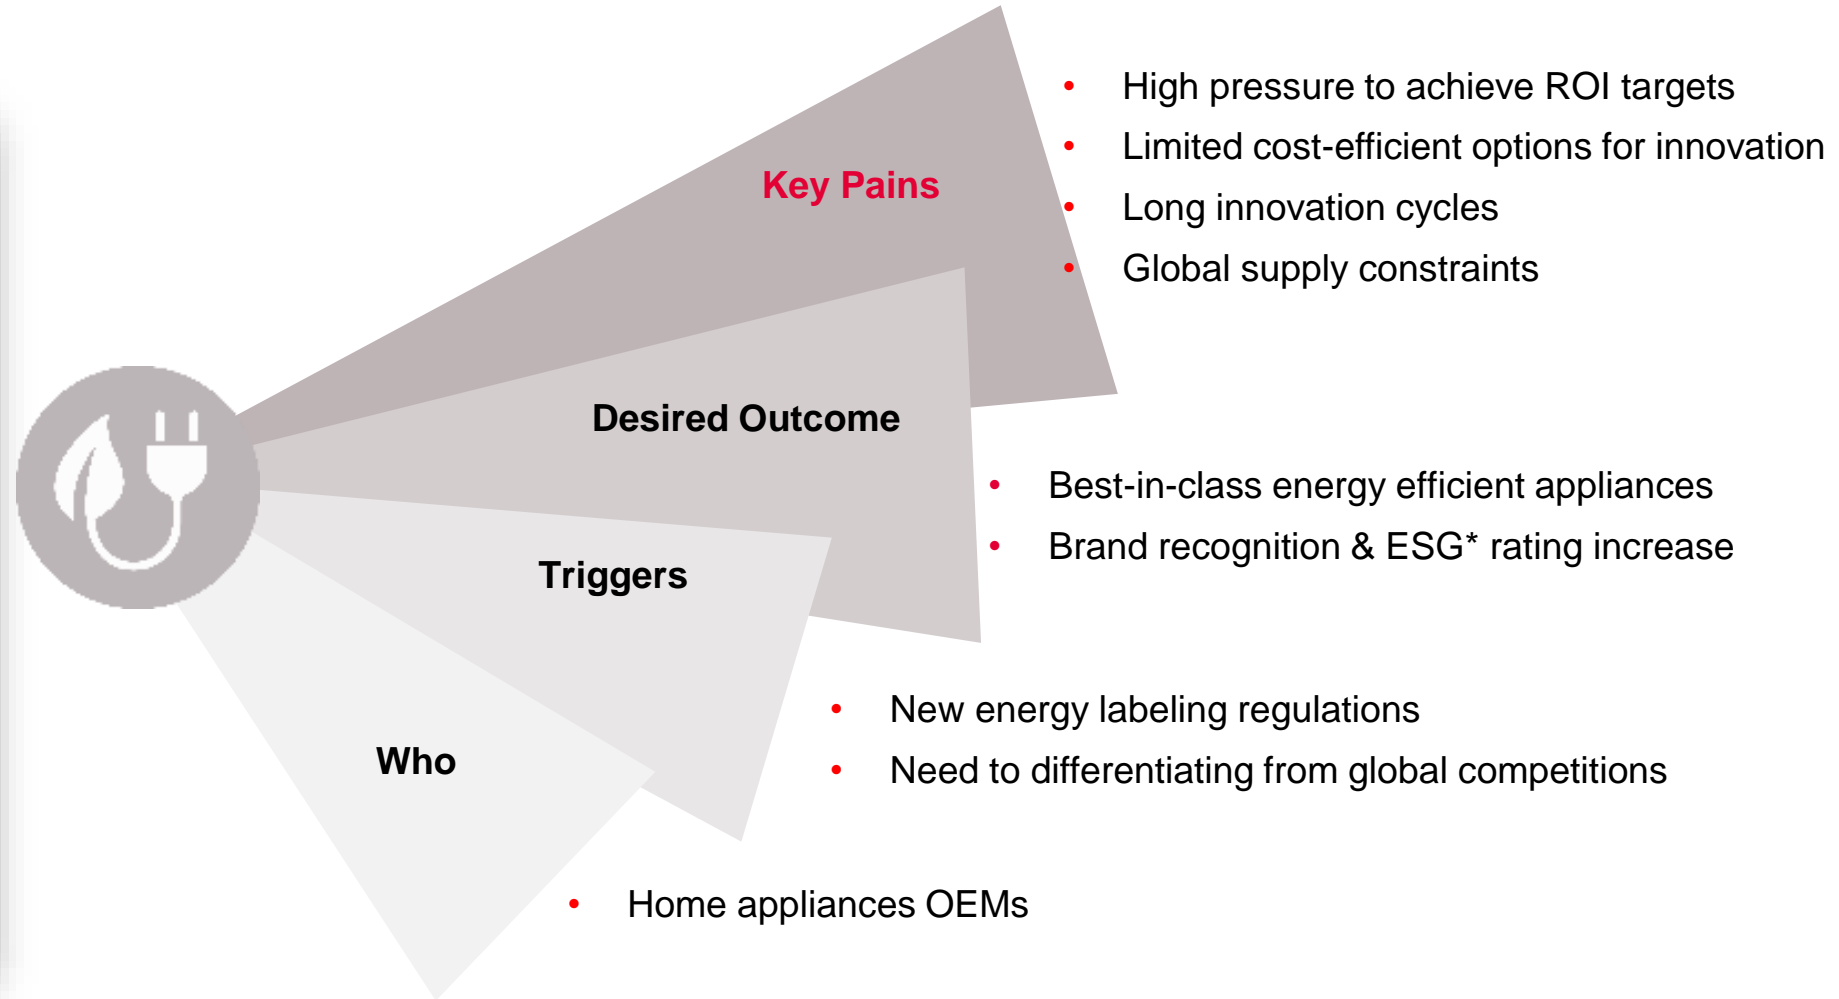 Key Pains
• High pressure to achieve ROI targets
• Limited cost-efficient options for innovation
• Long innovation cycles
• Global supply constraints
Desired Outcome
• Best-in-class energy efficient appliances
• Brand recognition & ESG* rating increase
Triggers
• New energy labeling regulations
• Need to differentiating from global competitions
Who
• Home appliances OEMs